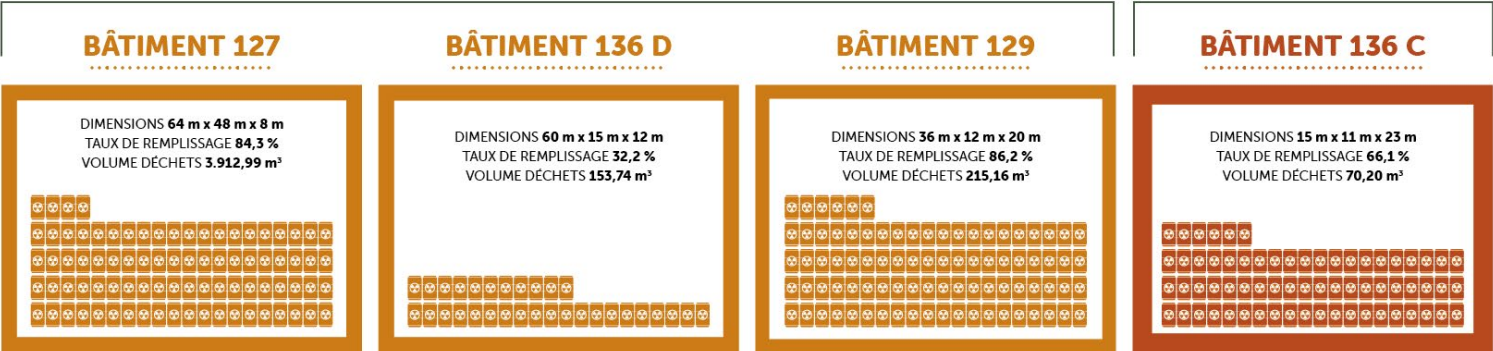 BÂTIMENT 127
DIMENSIONS 64 m x 48 m x 8 m
TAUX DE REMPLISSAGE 84,3 %
VOLUME DÉCHETS 3.912,99 m³
BÂTIMENT 136 D
DIMENSIONS 60 m x 15 m x 12 m
TAUX DE REMPLISSAGE 32,2 %
VOLUME DÉCHETS 153,74 m³
BÂTIMENT 129
DIMENSIONS 36 m x 12 m x 20 m
TAUX DE REMPLISSAGE 86,2 %
VOLUME DÉCHETS 215,16 m³
BÂTIMENT 136 C
DIMENSIONS 15 m x 11 m x 23 m
TAUX DE REMPLISSAGE 66,1 %
VOLUME DÉCHETS 70,20 m³